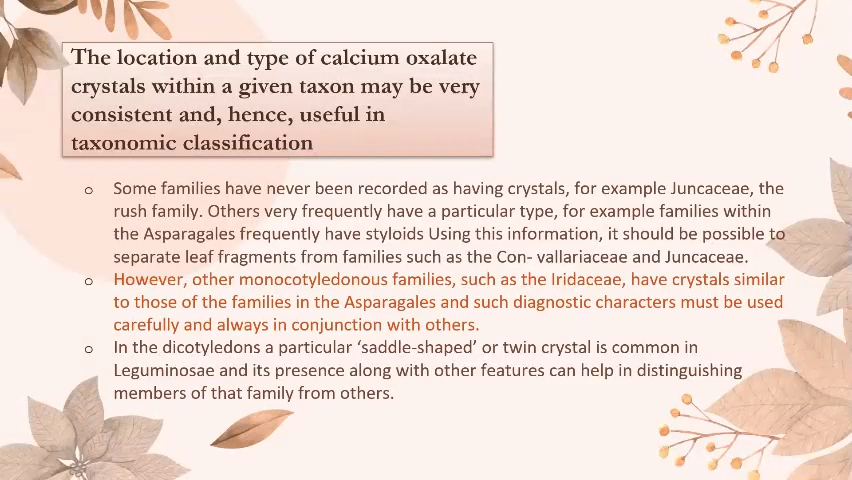 The location and type of calcium oxalate
crystals within a given taxon may be very
consistent and, hence, useful in
taxonomic classification
o Some families have never been recorded as having crystals, for example Juncaceae, the
rush family. Others very frequently have a particular type, for example families within
the Asparagales frequently have styloids Using this information, it should be possible to
separate leaf fragments from families such as the Con- vallariaceae and Juncaceae.
o However, other monocotyledonous families, such as the Iridaceae, have crystals similar
to those of the families in the Asparagales and such diagnostic characters must be used
carefully and always in conjunction with others.
o In the dicotyledons a particular ‘saddle-shaped’ or twin crystal is common in
Leguminosae and its presence along with other features can help in distinguishing
members of that family from others.